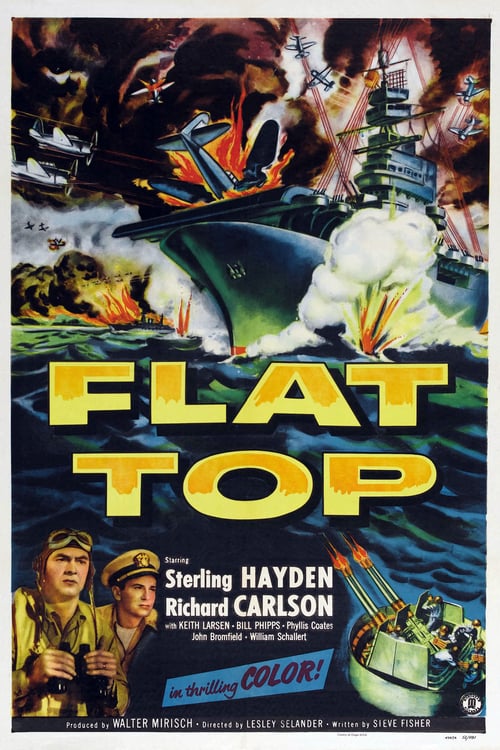 FLAT
TOP
Starring
Sterling HAYDEN
Richard CARLSON
with KEITH LARSEN · BILL PHIPPS · Phyllis Coates
John Bromfield · William Schallert
in thrilling COLOR!
Produced by WALTER MIRISCH · Directed by LESLEY SELANDER · Written by STEVE FISHER